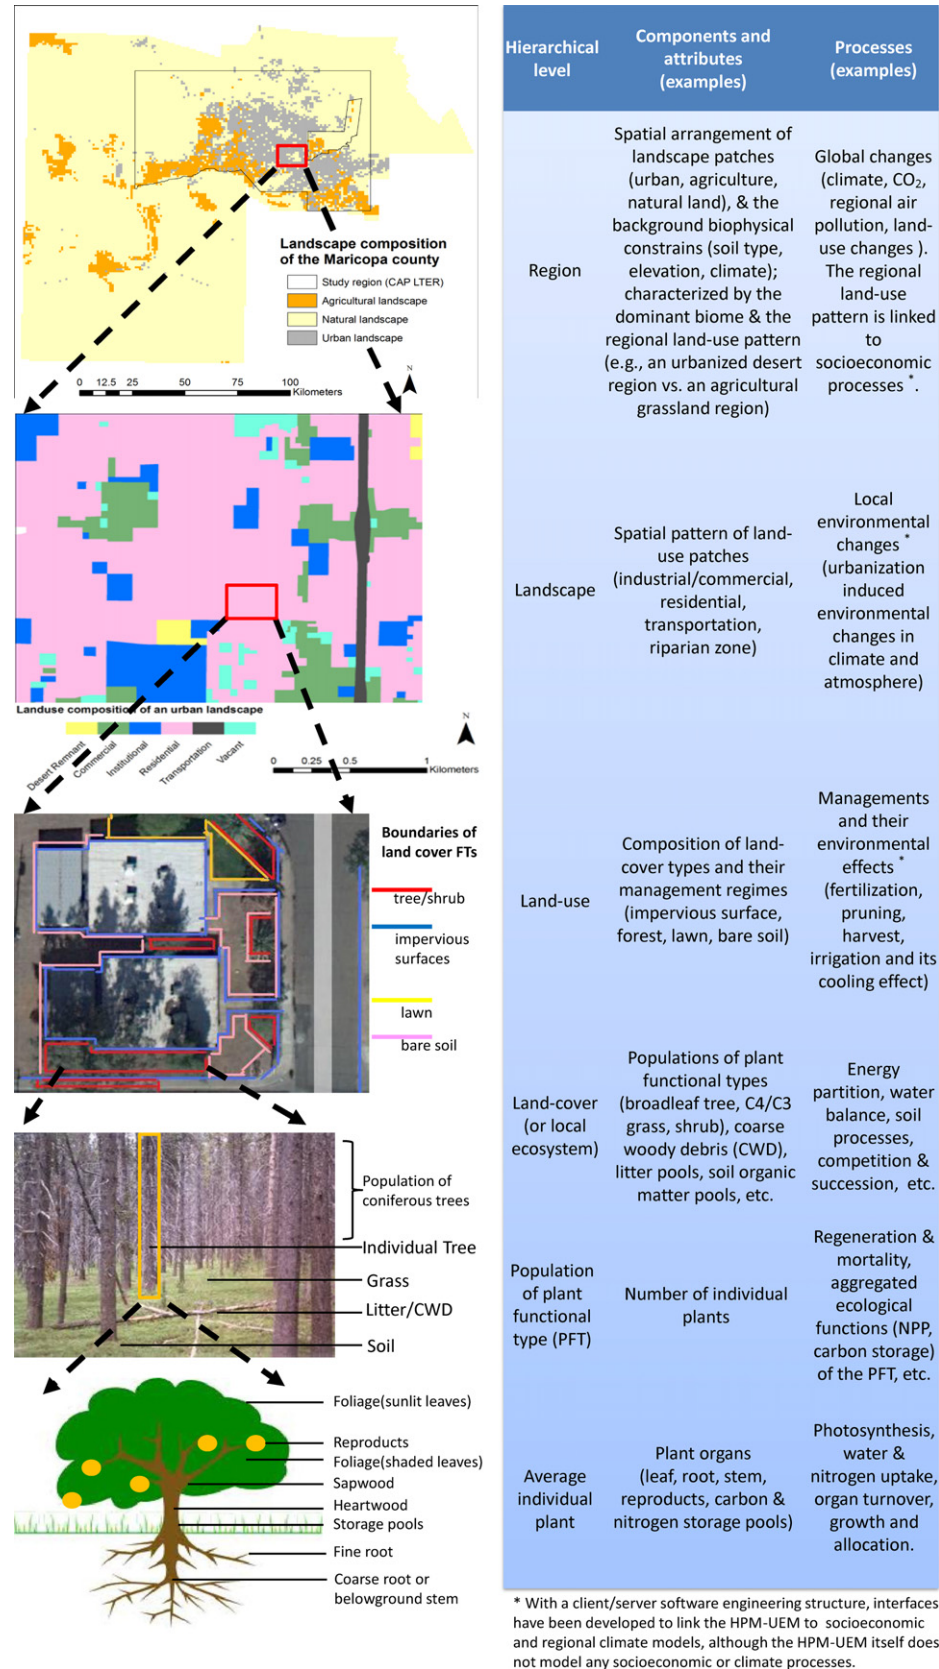 Landscape composition
of the Maricopa county
Study region (CAP LTER)
Agricultural landscape
Natural landscape
Urban landscape
N
0 12.5 25 50 75 100
Kilometers
Landuse composition of an urban landscape
Desert Remnant
Commercial
Institutional
Residential
Transportation
Vacant
N
0 0.25 0.5 1
Kilometers
Boundaries of
land cover FTs
tree/shrub
impervious
surfaces
lawn
bare soil
Population of
coniferous trees
Individual Tree
Grass
Litter/CWD
Soil
Foliage(sunlit leaves)
Reproducts
Foliage(shaded leaves)
Sapwood
Heartwood
Storage pools
Fine root
Coarse root or
belowground stem
Hierarchical
level
Components and
attributes
(examples)
Processes
(examples)
Region
Spatial arrangement of
landscape patches
(urban, agriculture,
natural land), & the
background biophysical
constrains (soil type,
elevation, climate);
characterized by the
dominant biome & the
regional land-use pattern
(e.g., an urbanized desert
region vs. an agricultural
grassland region)
Global changes
(climate, CO₂,
regional air
pollution, land-
use changes ).
The regional
land-use
pattern is linked
to
socioeconomic
processes *.
Landscape
Spatial pattern of land-
use patches
(industrial/commercial,
residential,
transportation,
riparian zone)
Local
environmental
changes *
(urbanization
induced
environmental
changes in
climate and
atmosphere)
Land-use
Composition of land-
cover types and their
management regimes
(impervious surface,
forest, lawn, bare soil)
Managements
and their
environmental
effects *
(fertilization,
pruning,
harvest,
irrigation and its
cooling effect)
Land-cover
(or local
ecosystem)
Populations of plant
functional types
(broadleaf tree, C4/C3
grass, shrub), coarse
woody debris (CWD),
litter pools, soil organic
matter pools, etc.
Energy
partition, water
balance, soil
processes,
competition &
succession, etc.
Population
of plant
functional
type (PFT)
Number of individual
plants
Regeneration &
mortality,
aggregated
ecological
functions (NPP,
carbon storage)
of the PFT, etc.
Average
individual
plant
Plant organs
(leaf, root, stem,
reproducts, carbon &
nitrogen storage pools)
Photosynthesis,
water &
nitrogen uptake,
organ turnover,
growth and
allocation.
* With a client/server software engineering structure, interfaces
have been developed to link the HPM-UEM to socioeconomic
and regional climate models, although the HPM-UEM itself does
not model any socioeconomic or climate processes.